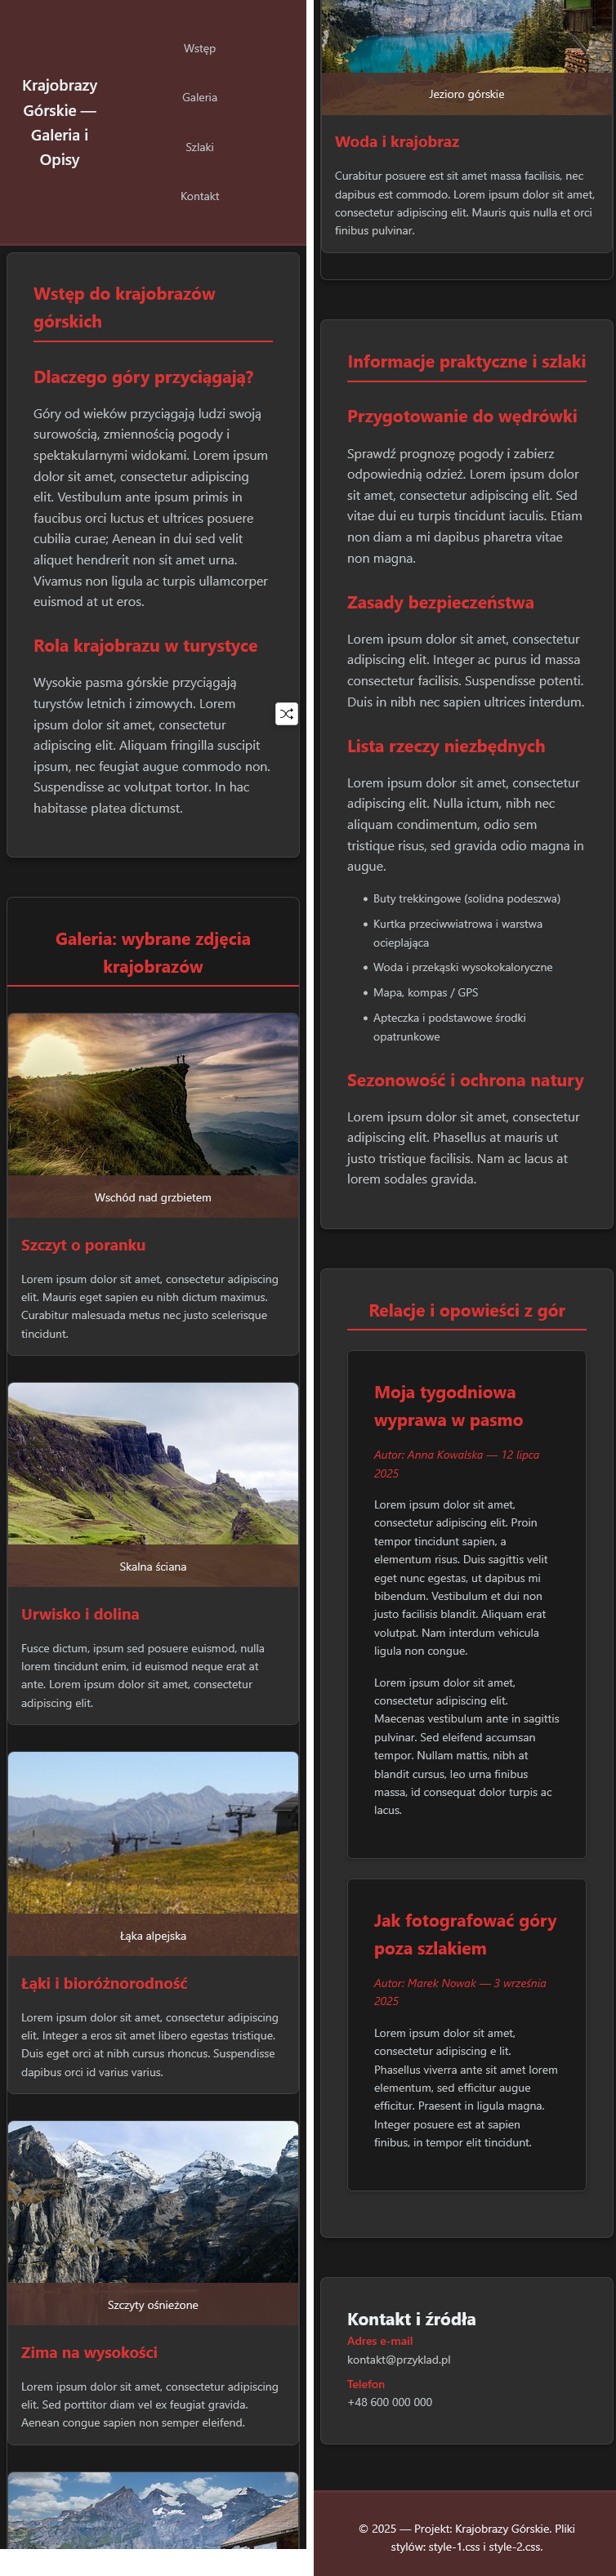 Krajobrazy
Górskie —
Galeria i
Opisy
Wstęp
Galeria
Szlaki
Kontakt
Wstęp do krajobrazów
górskich
Dlaczego góry przyciągają?
Góry od wieków przyciągają ludzi swoją
surowością, zmiennością pogody i
spektakularnymi widokami. Lorem ipsum
dolor sit amet, consectetur adipiscing
elit. Vestibulum ante ipsum primis in
faucibus orci luctus et ultrices posuere
cubilia curae; Aenean in dui sed velit
aliquet hendrerit non sit amet urna.
Vivamus non ligula ac turpis ullamcorper
euismod at ut eros.
Rola krajobrazu w turystyce
Wysokie pasma górskie przyciągają
turystów letnich i zimowych. Lorem
ipsum dolor sit amet, consectetur
adipiscing elit. Aliquam fringilla suscipit
ipsum, nec feugiat augue commodo non.
Suspendisse ac volutpat tortor. In hac
habitasse platea dictumst.
Galeria: wybrane zdjęcia
krajobrazów
Wschód nad grzbietem
Szczyt o poranku
Lorem ipsum dolor sit amet, consectetur adipiscing
elit. Mauris eget sapien eu nibh dictum maximus.
Curabitur malesuada metus nec justo scelerisque
tincidunt.
Skalna ściana
Urwisko i dolina
Fusce dictum, ipsum sed posuere euismod, nulla
lorem tincidunt enim, id euismod neque erat at
ante. Lorem ipsum dolor sit amet, consectetur
adipiscing elit.
Łąka alpejska
Łąki i bioróżnorodność
Lorem ipsum dolor sit amet, consectetur adipiscing
elit. Integer a eros sit amet libero egestas tristique.
Duis eget orci at nibh cursus rhoncus. Suspendisse
dapibus orci id varius varius.
Szczyty ośnieżone
Zima na wysokości
Lorem ipsum dolor sit amet, consectetur adipiscing
elit. Sed porttitor diam vel ex feugiat gravida.
Aenean congue sapien non semper eleifend.
Jezioro górskie
Woda i krajobraz
Curabitur posuere est sit amet massa facilisis, nec
dapibus est commodo. Lorem ipsum dolor sit amet,
consectetur adipiscing elit. Mauris quis nulla et orci
finibus pulvinar.
Informacje praktyczne i szlaki
Przygotowanie do wędrówki
Sprawdź prognozę pogody i zabierz
odpowiednią odzież. Lorem ipsum dolor
sit amet, consectetur adipiscing elit. Sed
vitae dui eu turpis tincidunt iaculis. Etiam
non diam a mi dapibus pharetra vitae
non magna.
Zasady bezpieczeństwa
Lorem ipsum dolor sit amet, consectetur
adipiscing elit. Integer ac purus id massa
consectetur facilisis. Suspendisse potenti.
Duis in nibh nec sapien ultrices interdum.
Lista rzeczy niezbędnych
Lorem ipsum dolor sit amet, consectetur
adipiscing elit. Nulla ictum, nibh nec
aliquam condimentum, odio sem
tristique risus, sed gravida odio magna in
augue.
• Buty trekkingowe (solidna podeszwa)
• Kurtka przeciwwiatrowa i warstwa
ocieplająca
• Woda i przekąski wysokokaloryczne
• Mapa, kompas / GPS
• Apteczka i podstawowe środki
opatrunkowe
Sezonowość i ochrona natury
Lorem ipsum dolor sit amet, consectetur
adipiscing elit. Phasellus at mauris ut
justo tristique facilisis. Nam ac lacus at
lorem sodales gravida.
Relacje i opowieści z gór
Moja tygodniowa
wyprawa w pasmo
Autor: Anna Kowalska — 12 lipca
2025
Lorem ipsum dolor sit amet,
consectetur adipiscing elit. Proin
tempor tincidunt sapien, a
elementum risus. Duis sagittis velit
eget nunc egestas, ut dapibus mi
bibendum. Vestibulum et dui non
justo facilisis blandit. Aliquam erat
volutpat. Nam interdum vehicula
ligula non congue.
Lorem ipsum dolor sit amet,
consectetur adipiscing elit.
Maecenas vestibulum ante in sagittis
pulvinar. Sed eleifend accumsan
tempor. Nullam mattis, nibh at
blandit cursus, leo urna finibus
massa, id consequat dolor turpis ac
lacus.
Jak fotografować góry
poza szlakiem
Autor: Marek Nowak — 3 września
2025
Lorem ipsum dolor sit amet,
consectetur adipiscing e lit.
Phasellus viverra ante sit amet lorem
elementum, sed efficitur augue
efficitur. Praesent in ligula magna.
Integer posuere est at sapien
finibus, in tempor elit tincidunt.
Kontakt i źródła
Adres e-mail
kontakt@przyklad.pl
Telefon
+48 600 000 000
© 2025 — Projekt: Krajobrazy Górskie. Pliki
stylów: style-1.css i style-2.css.